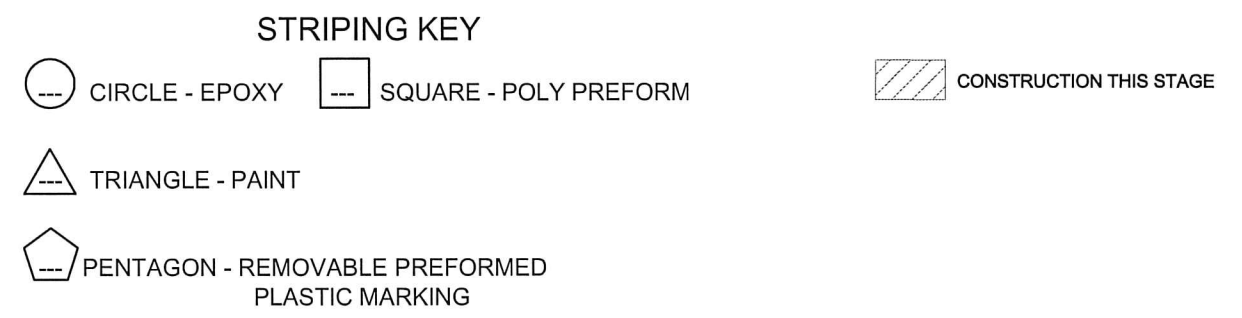 STRIPING KEY
--- CIRCLE - EPOXY
--- SQUARE - POLY PREFORM
CONSTRUCTION THIS STAGE
--- TRIANGLE - PAINT
--- PENTAGON - REMOVABLE PREFORMED
PLASTIC MARKING